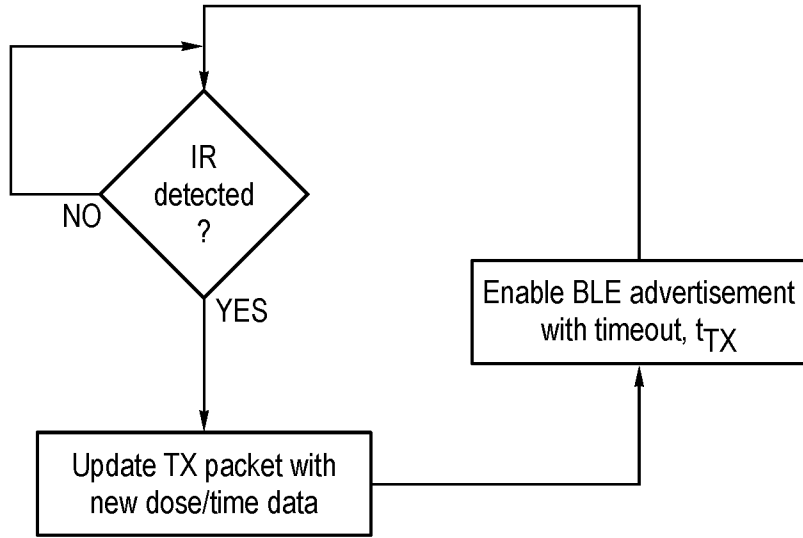 IR
detected
?
NO
YES
Enable BLE advertisement
with timeout, tTX
Update TX packet with
new dose/time data